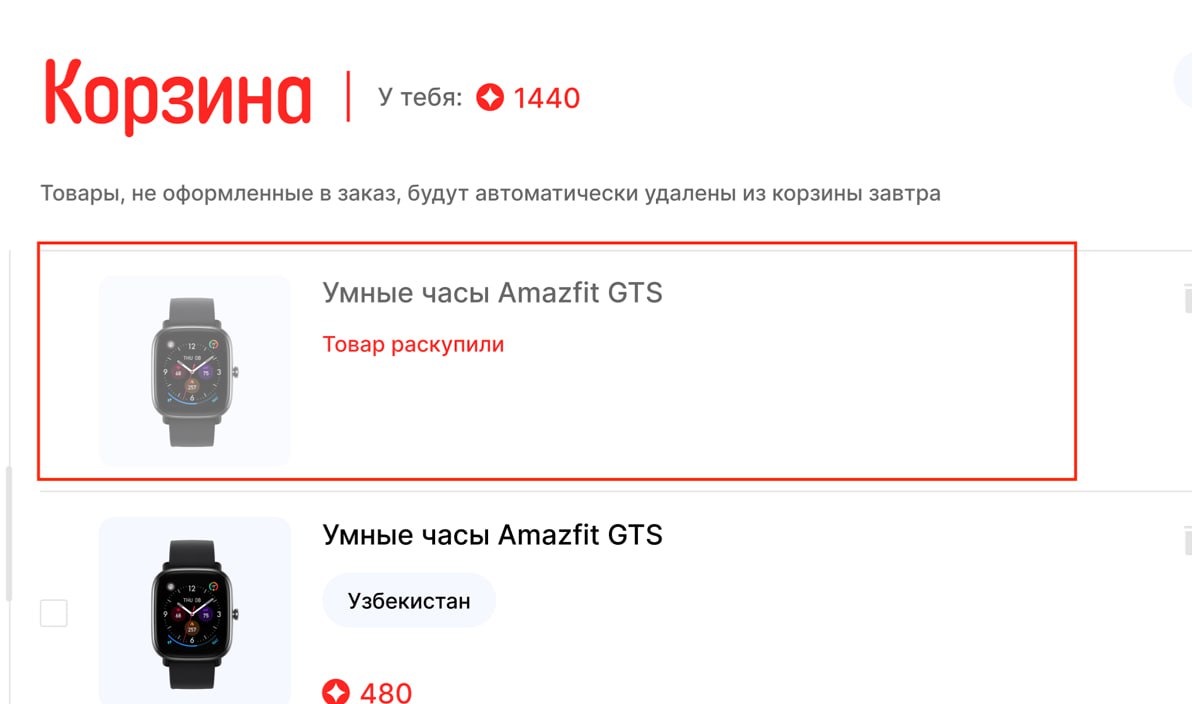 Корзина
У тебя: 1440
Товары, не оформленные в заказ, будут автоматически удалены из корзины завтра
Умные часы Amazfit GTS
Товар раскупили
Умные часы Amazfit GTS
Узбекистан
480